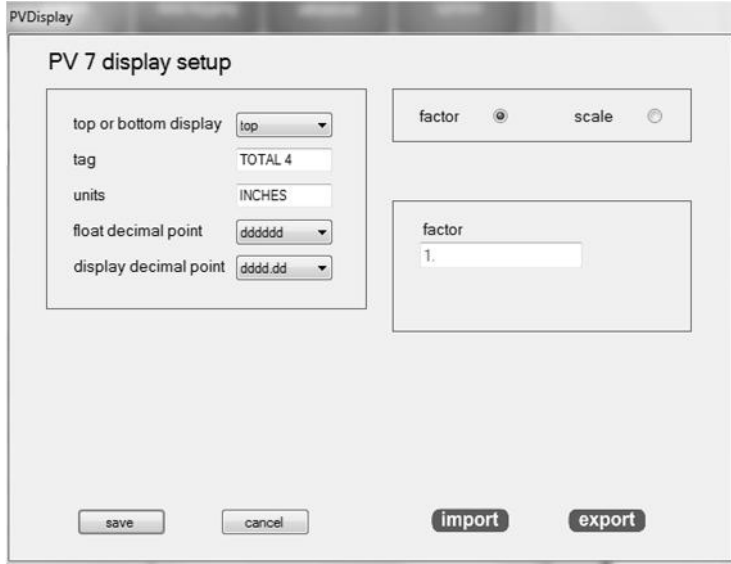 PVDisplay
PV 7 display setup
top or bottom display top
tag TOTAL 4
units INCHES
float decimal point dddddd
display decimal point dddd.dd
factor scale
factor
1.
save cancel import export